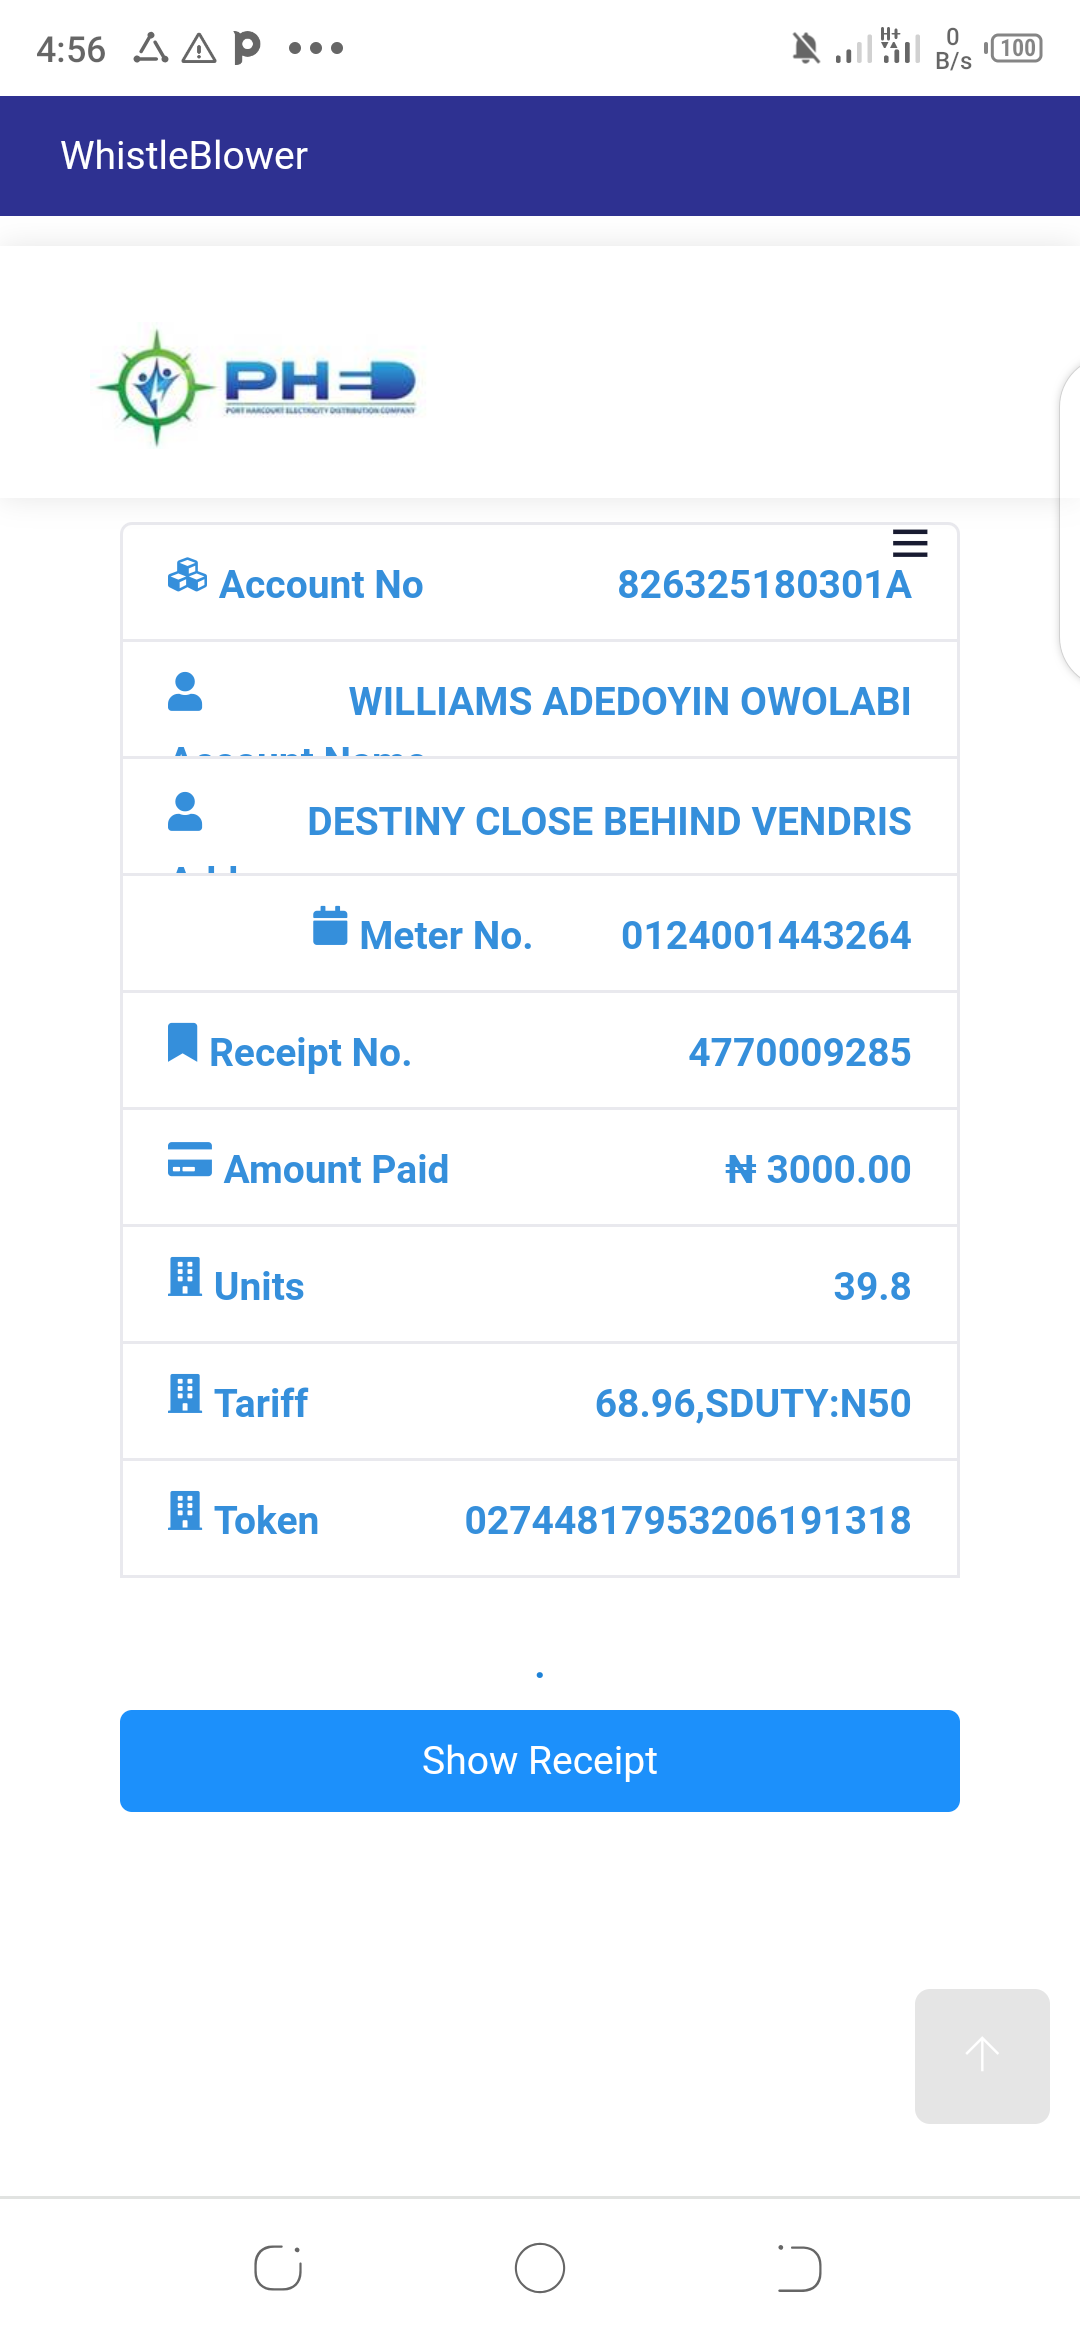 4:56
H+
0
B/s
100
WhistleBlower
PHED
PORT HARCOURT ELECTRICITY DISTRIBUTION COMPANY
Account No 826325180301A
WILLIAMS ADEDOYIN OWOLABI
Account Name
DESTINY CLOSE BEHIND VENDRIS
Meter No. 0124001443264
Receipt No. 4770009285
Amount Paid ₦ 3000.00
Units 39.8
Tariff 68.96,SDUTY:N50
Token 02744817953206191318
.
Show Receipt